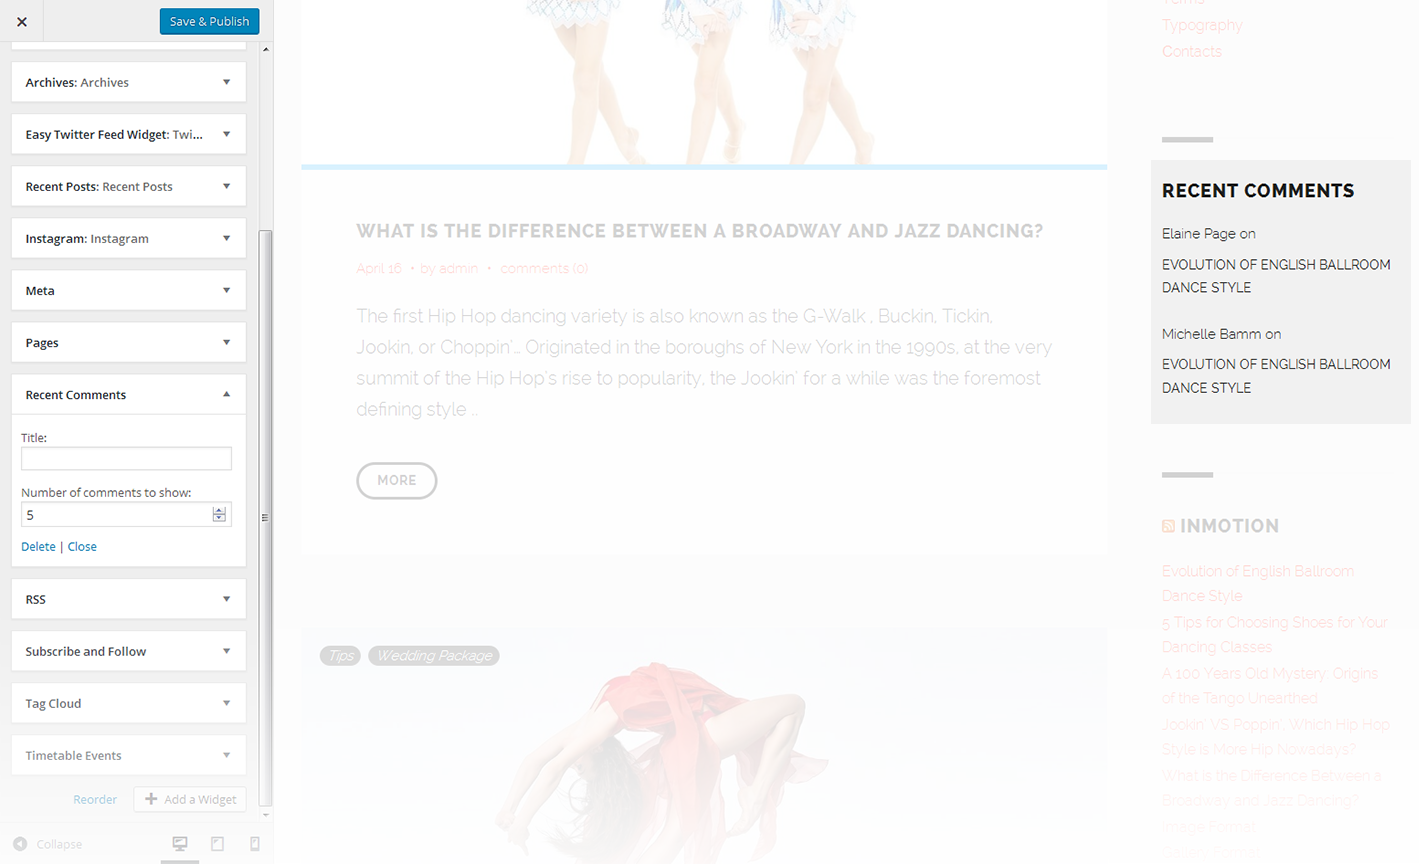 Save & Publish
Archives: Archives
Easy Twitter Feed Widget: Twi...
Recent Posts: Recent Posts
Instagram: Instagram
Meta
Pages
Recent Comments
Title:
Number of comments to show:
5
Delete | Close
RSS
Subscribe and Follow
Tag Cloud
Timetable Events
Reorder
Add a Widget
Collapse
WHAT IS THE DIFFERENCE BETWEEN A BROADWAY AND JAZZ DANCING?
April 16 • by admin • comments (0)
The first Hip Hop dancing variety is also known as the G-Walk , Buckin, Tickin,
Jookin, or Choppin'… Originated in the boroughs of New York in the 1990s, at the very
summit of the Hip Hop's rise to popularity, the Jookin' for a while was the foremost
defining style ...
MORE
Tips
Wedding Package
Terms
Typography
Contacts
RECENT COMMENTS
Elaine Page on
EVOLUTION OF ENGLISH BALLROOM
DANCE STYLE
Michelle Bamm on
EVOLUTION OF ENGLISH BALLROOM
DANCE STYLE
INMOTION
Evolution of English Ballroom
Dance Style
5 Tips for Choosing Shoes for Your
Dancing Classes
A 100 Years Old Mystery: Origins
of the Tango Unearthed
Jookin' VS Poppin'. Which Hip Hop
Style is More Hip Nowadays?
What is the Difference Between a
Broadway and Jazz Dancing?
Image Format